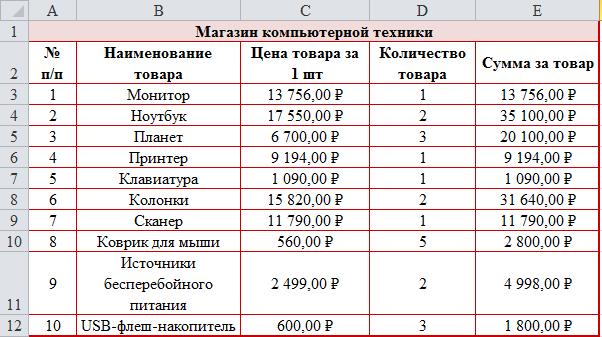 A B C D E
1 Магазин компьютерной техники
2 № п/п Наименование товара Цена товара за 1 шт Количество товара Сумма за товар
3 1 Монитор 13 756,00 ₽ 1 13 756,00 ₽
4 2 Ноутбук 17 550,00 ₽ 2 35 100,00 ₽
5 3 Планет 6 700,00 ₽ 3 20 100,00 ₽
6 4 Принтер 9 194,00 ₽ 1 9 194,00 ₽
7 5 Клавиатура 1 090,00 ₽ 1 1 090,00 ₽
8 6 Колонки 15 820,00 ₽ 2 31 640,00 ₽
9 7 Сканер 11 790,00 ₽ 1 11 790,00 ₽
10 8 Коврик для мыши 560,00 ₽ 5 2 800,00 ₽
11 9 Источники бесперебойного питания 2 499,00 ₽ 2 4 998,00 ₽
12 10 USB-флеш-накопитель 600,00 ₽ 3 1 800,00 ₽